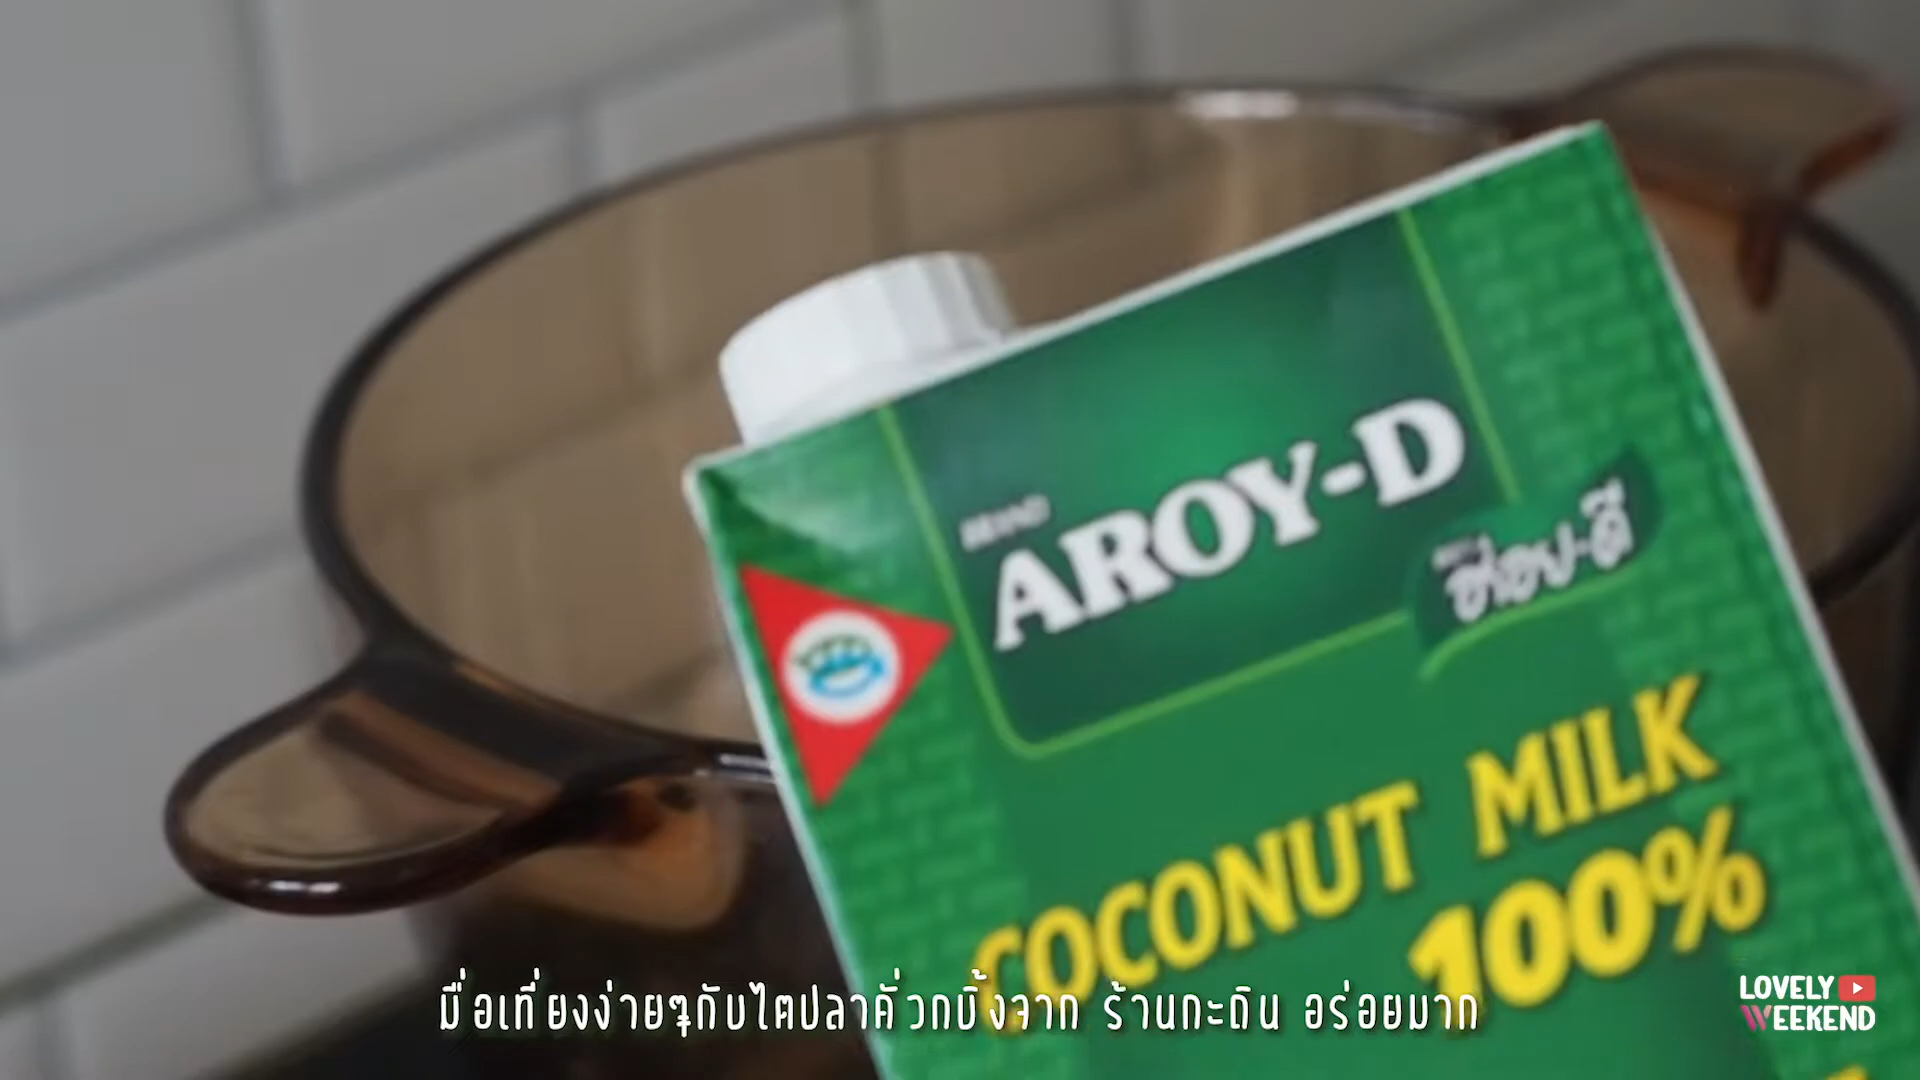 BRAND
AROY-D
อร่อย-ดี
COCONUT MILK
100%
มื่อเที่ยงง่ายๆกับไตปลาคั่วกบิ้งจาก ร้านกะถิน อร่อยมาก
LOVELY
WEEKEND